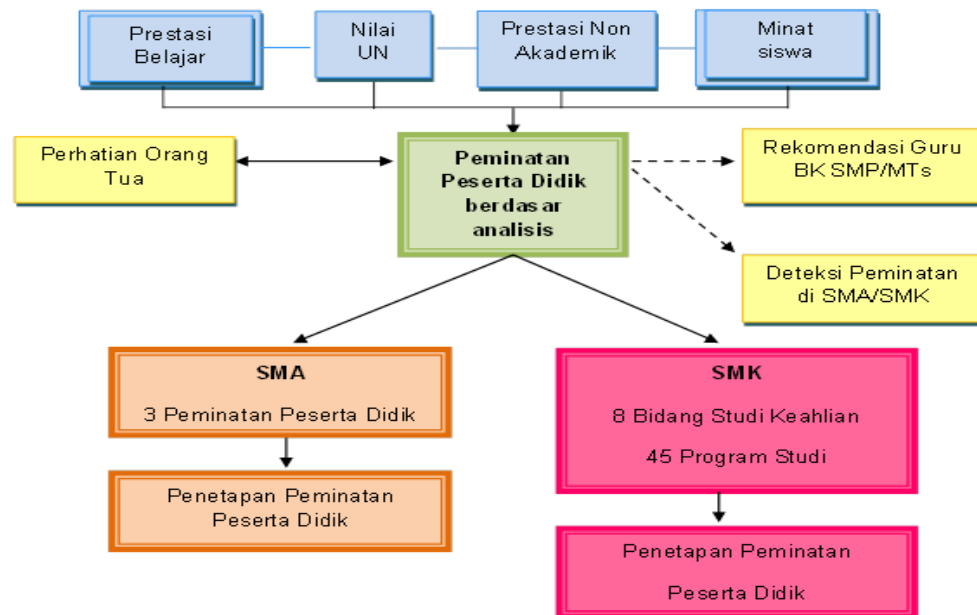 Prestasi
Belajar
Nilai
UN
Prestasi Non
Akademik
Minat
siswa
Perhatian Orang
Tua
Peminatan
Peserta Didik
berdasar
analisis
Rekomendasi Guru
BK SMP/MTs
Deteksi Peminatan
di SMA/SMK
SMA
3 Peminatan Peserta Didik
SMK
8 Bidang Studi Keahlian
45 Program Studi
Penetapan Peminatan
Peserta Didik
Penetapan Peminatan
Peserta Didik